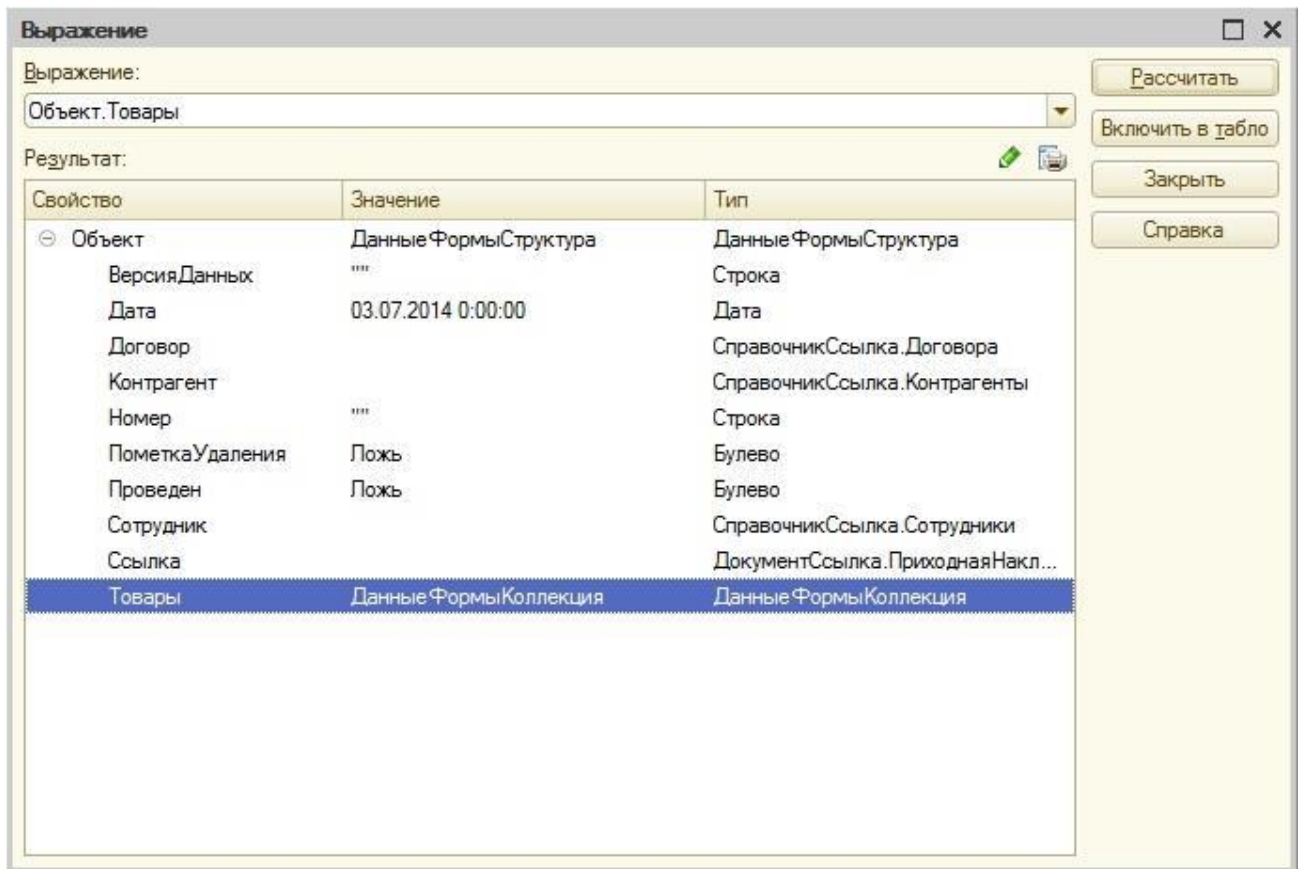 Выражение
Выражение:
Рассчитать
Объект.Товары
Включить в табло
Результат:
Закрыть
Свойство Значение Тип
Справка
Объект ДанныеФормыСтруктура ДанныеФормыСтруктура
ВерсияДанных "" Строка
Дата 03.07.2014 0:00:00 Дата
Договор СправочникСсылка.Договора
Контрагент СправочникСсылка.Контрагенты
Номер "" Строка
ПометкаУдаления Ложь Булево
Проведен Ложь Булево
Сотрудник СправочникСсылка.Сотрудники
Ссылка ДокументСсылка.ПриходнаяНакл...
Товары ДанныеФормыКоллекция ДанныеФормыКоллекция